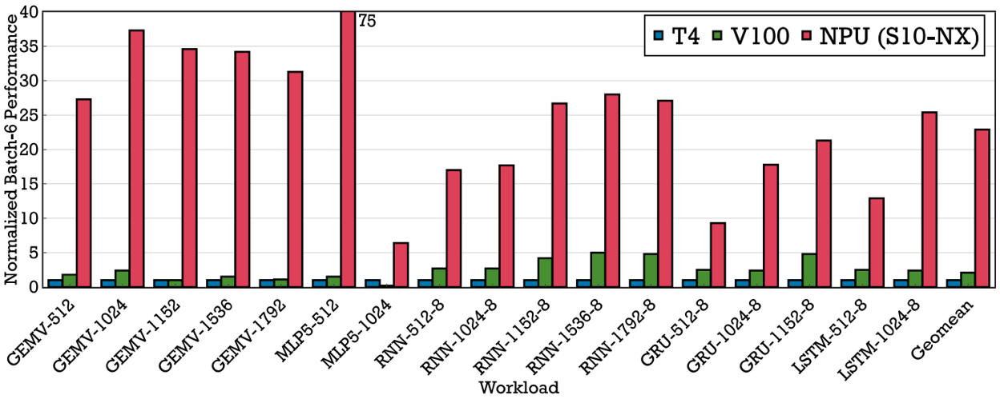 Normalized Batch-6 Performance
40
35
30
25
20
15
10
5
0
75
T4 V100 NPU (S10-NX)
GEMV-512
GEMV-1024
GEMV-1152
GEMV-1536
GEMV-1792
MLP5-512
MLP5-1024
RNN-512-8
RNN-1024-8
RNN-1152-8
RNN-1536-8
RNN-1792-8
GRU-512-8
GRU-1024-8
GRU-1152-8
LSTM-512-8
LSTM-1024-8
Geomean
Workload